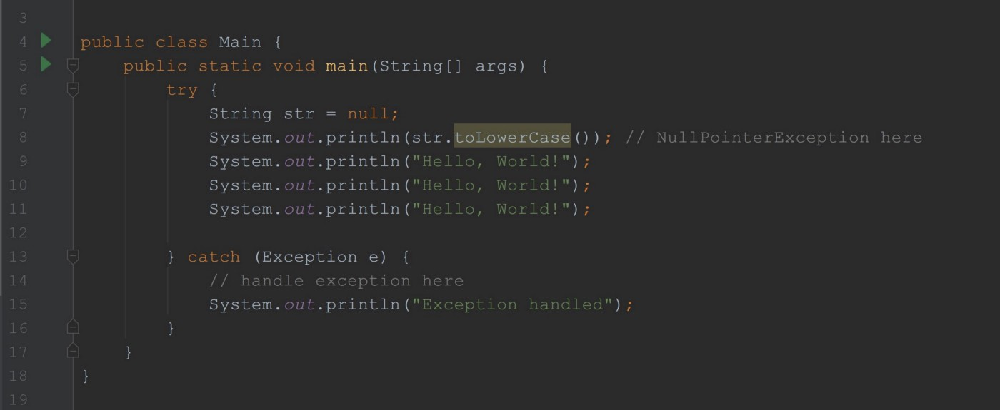 3
4 public class Main {
5 public static void main(String[] args) {
6 try {
7 String str = null;
8 System.out.println(str.toLowerCase()); // NullPointerException here
9 System.out.println("Hello, World!");
10 System.out.println("Hello, World!");
11 System.out.println("Hello, World!");
12
13 } catch (Exception e) {
14 // handle exception here
15 System.out.println("Exception handled");
16 }
17 }
18 }
19